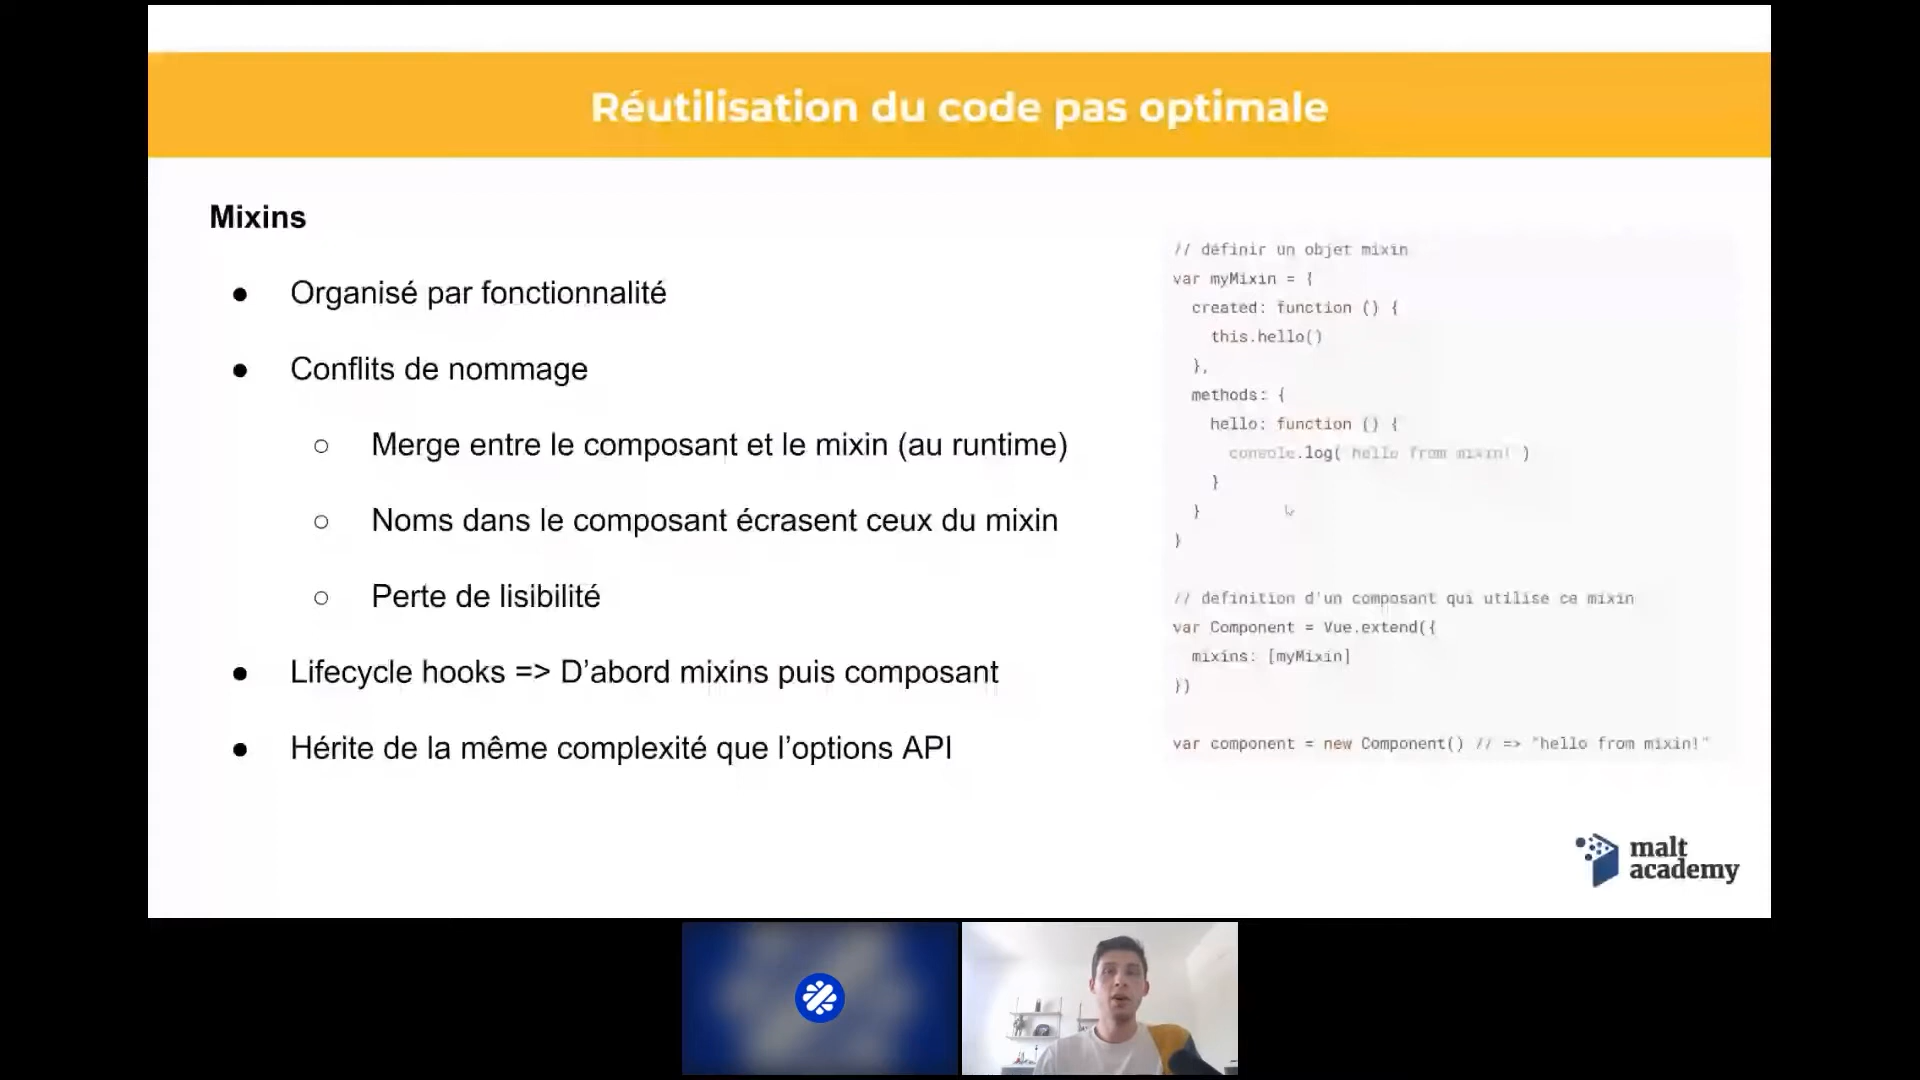 Réutilisation du code pas optimale
Mixins
● Organisé par fonctionnalité
● Conflits de nommage
○ Merge entre le composant et le mixin (au runtime)
○ Noms dans le composant écrasent ceux du mixin
○ Perte de lisibilité
● Lifecycle hooks => D’abord mixins puis composant
● Hérite de la même complexité que l’options API
// définir un objet mixin
var myMixin = {
created: function () {
this.hello()
},
methods: {
hello: function () {
console.log('hello from mixin!')
}
}
}
// définition d'un composant qui utilise ce mixin
var Component = Vue.extend({
mixins: [myMixin]
})
var component = new Component() // => "hello from mixin!"
malt
academy